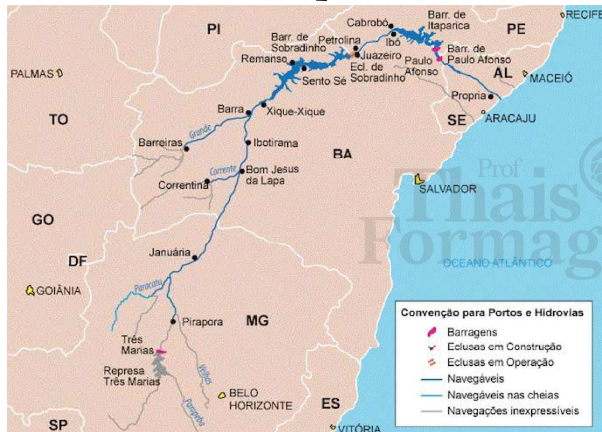 RECIFE
Cabrobó
Barr. de
Itaparica
PI
PE
Barr. de
Sobradinho
Petrolina
Ibó
Remanso
Juazeiro
Barr. de
Paulo Afonso
PALMAS
Ecl. de
Sobradinho
Paulo
Afonso
Sento Sé
AL
MACEIÓ
Xique-Xique
Propria
TO
Barra
SE
ARACAJU
Grande
Barreiras
Ibotirama
BA
Corrente
Bom Jesus
da Lapa
Correntina
SALVADOR
Prof
Thais
Formag
GO
Januária
OCEANO ATLÂNTICO
DF
GOIÂNIA
Paracatu
MG
Pirapora
Três
Marias
Velhas
Represa
Três Marias
Paraopeba
BELO
HORIZONTE
ES
SP
VITÓRIA
Convenção para Portos e Hidrovias
Barragens
Eclusas em Construção
Eclusas em Operação
Navegáveis
Navegáveis nas cheias
Navegações inexpressíveis